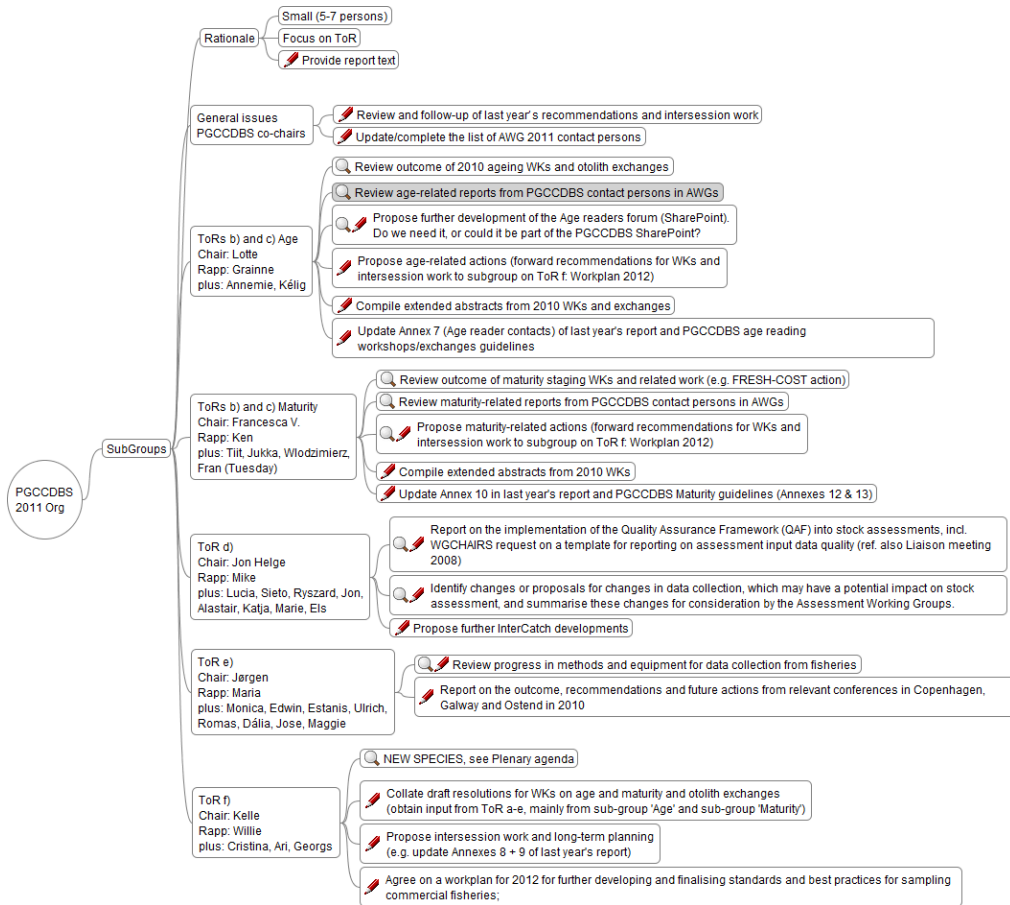 PGCCDBS
2011 Org
SubGroups
Rationale
Small (5-7 persons)
Focus on ToR
Provide report text
General issues
PGCCDBS co-chairs
Review and follow-up of last year's recommendations and intersession work
Update/complete the list of AWG 2011 contact persons
ToRs b) and c) Age
Chair: Lotte
Rapp: Grainne
plus: Annemie, Kélig
Review outcome of 2010 ageing WKs and otolith exchanges
Review age-related reports from PGCCDBS contact persons in AWGs
Propose further development of the Age readers forum (SharePoint).
Do we need it, or could it be part of the PGCCDBS SharePoint?
Propose age-related actions (forward recommendations for WKs and
intersession work to subgroup on ToR f: Workplan 2012)
Compile extended abstracts from 2010 WKs and exchanges
Update Annex 7 (Age reader contacts) of last year's report and PGCCDBS age reading
workshops/exchanges guidelines
ToRs b) and c) Maturity
Chair: Francesca V.
Rapp: Ken
plus: Tiit, Jukka, Wlodzimierz,
Fran (Tuesday)
Review outcome of maturity staging WKs and related work (e.g. FRESH-COST action)
Review maturity-related reports from PGCCDBS contact persons in AWGs
Propose maturity-related actions (forward recommendations for WKs and
intersession work to subgroup on ToR f: Workplan 2012)
Compile extended abstracts from 2010 WKs
Update Annex 10 in last year's report and PGCCDBS Maturity guidelines (Annexes 12 & 13)
ToR d)
Chair: Jon Helge
Rapp: Mike
plus: Lucia, Sieto, Ryszard, Jon,
Alastair, Katja, Marie, Els
Report on the implementation of the Quality Assurance Framework (QAF) into stock assessments, incl.
WGCHAIRS request on a template for reporting on assessment input data quality (ref. also Liaison meeting
2008)
Identify changes or proposals for changes in data collection, which may have a potential impact on stock
assessment, and summarise these changes for consideration by the Assessment Working Groups.
Propose further InterCatch developments
ToR e)
Chair: Jørgen
Rapp: Maria
plus: Monica, Edwin, Estanis, Ulrich,
Romas, Dália, Jose, Maggie
Review progress in methods and equipment for data collection from fisheries
Report on the outcome, recommendations and future actions from relevant conferences in Copenhagen,
Galway and Ostend in 2010
ToR f)
Chair: Kelle
Rapp: Willie
plus: Cristina, Ari, Georgs
NEW SPECIES, see Plenary agenda
Collate draft resolutions for WKs on age and maturity and otolith exchanges
(obtain input from ToR a-e, mainly from sub-group 'Age' and sub-group 'Maturity')
Propose intersession work and long-term planning
(e.g. update Annexes 8 + 9 of last year's report)
Agree on a workplan for 2012 for further developing and finalising standards and best practices for sampling
commercial fisheries;